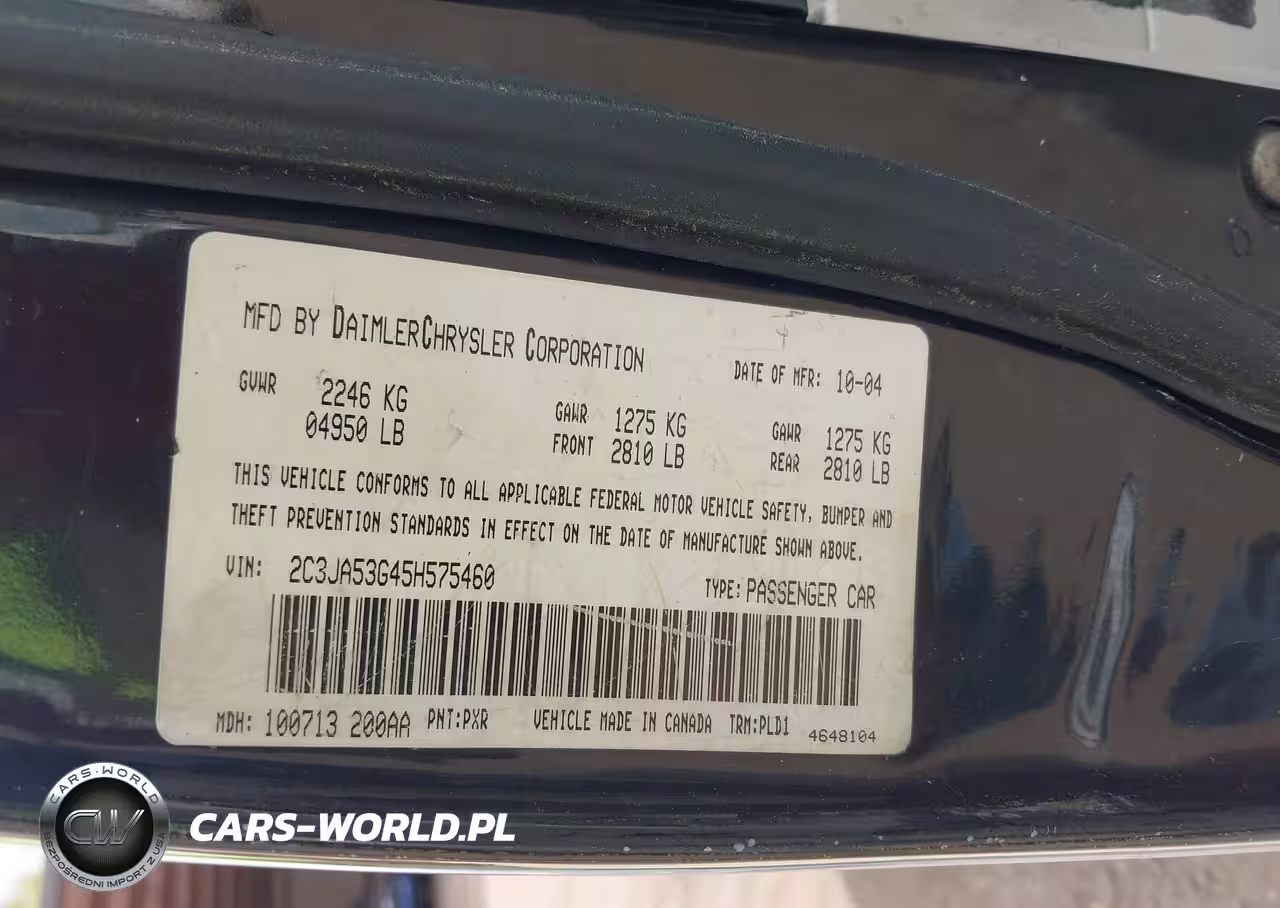 MFD BY DAIMLERCHRYSLER CORPORATION
DATE OF MFR: 10-04
GVWR 2246 KG
04950 LB
GAWR FRONT 1275 KG
2810 LB
GAWR REAR 1275 KG
2810 LB
THIS VEHICLE CONFORMS TO ALL APPLICABLE FEDERAL MOTOR VEHICLE SAFETY, BUMPER AND
THEFT PREVENTION STANDARDS IN EFFECT ON THE DATE OF MANUFACTURE SHOWN ABOVE.
VIN: 2C3JA53G45H575460
TYPE: PASSENGER CAR
MDH: 100713 200AA PNT:PXR VEHICLE MADE IN CANADA TRM:PLD1 4648104
CARS-WORLD
CW
BEZPOŚREDNI IMPORT Z USA
CARS-WORLD.PL